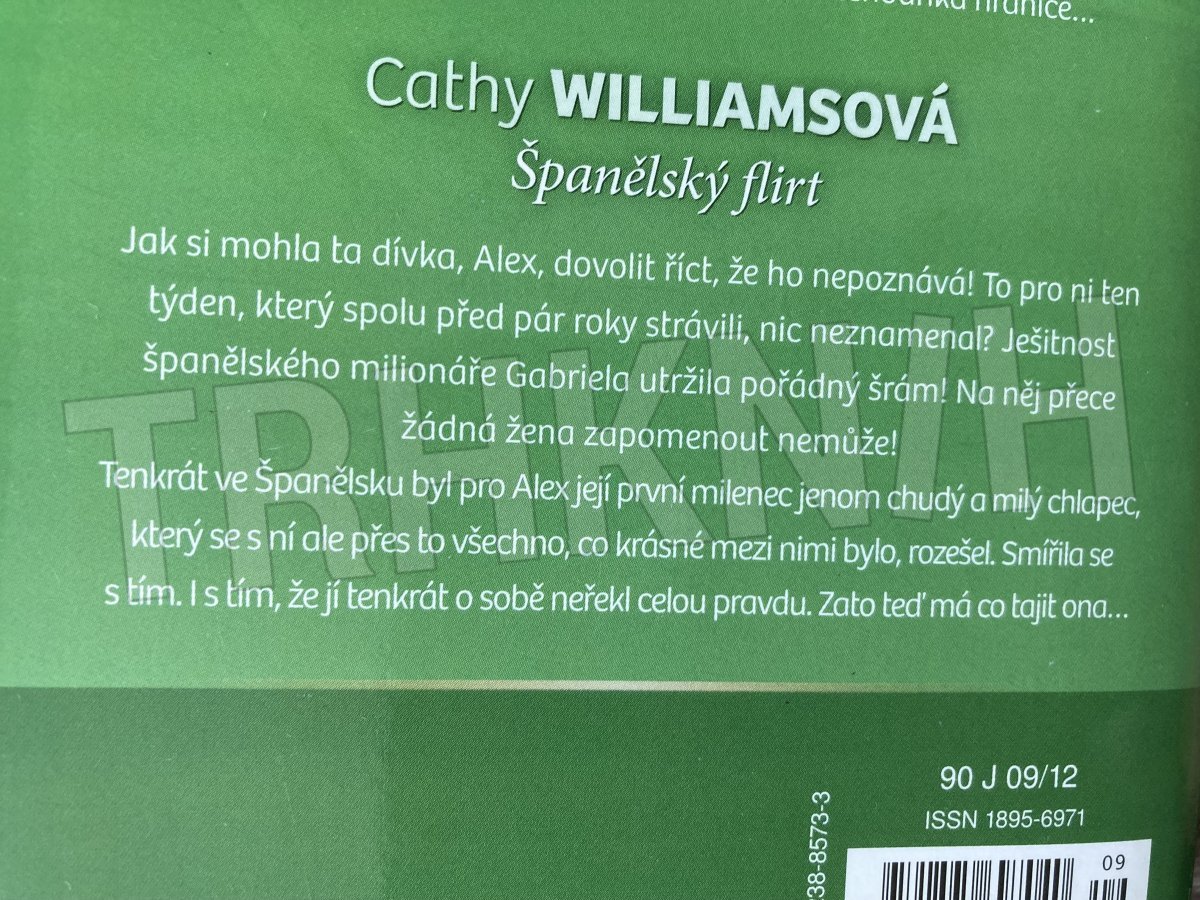 hranice...
Cathy WILLIAMSOVÁ
Španělský flirt
Jak si mohla ta dívka, Alex, dovolit říct, že ho nepoznává! To pro ni ten
týden, který spolu před pár roky strávili, nic neznamenal? Ješitnost
španělského milionáře Gabriela utržila pořádný šrám! Na něj přece
žádná žena zapomenout nemůže!
Tenkrát ve Španělsku byl pro Alex její první milenec jenom chudý a milý chlapec,
který se s ní ale přes to všechno, co krásné mezi nimi bylo, rozešel. Smířila se
s tím. I s tím, že jí tenkrát o sobě neřekl celou pravdu. Zato teď má co tajit ona...
TRHKNIH
90 J 09/12
ISSN 1895-6971
09
38-8573-3